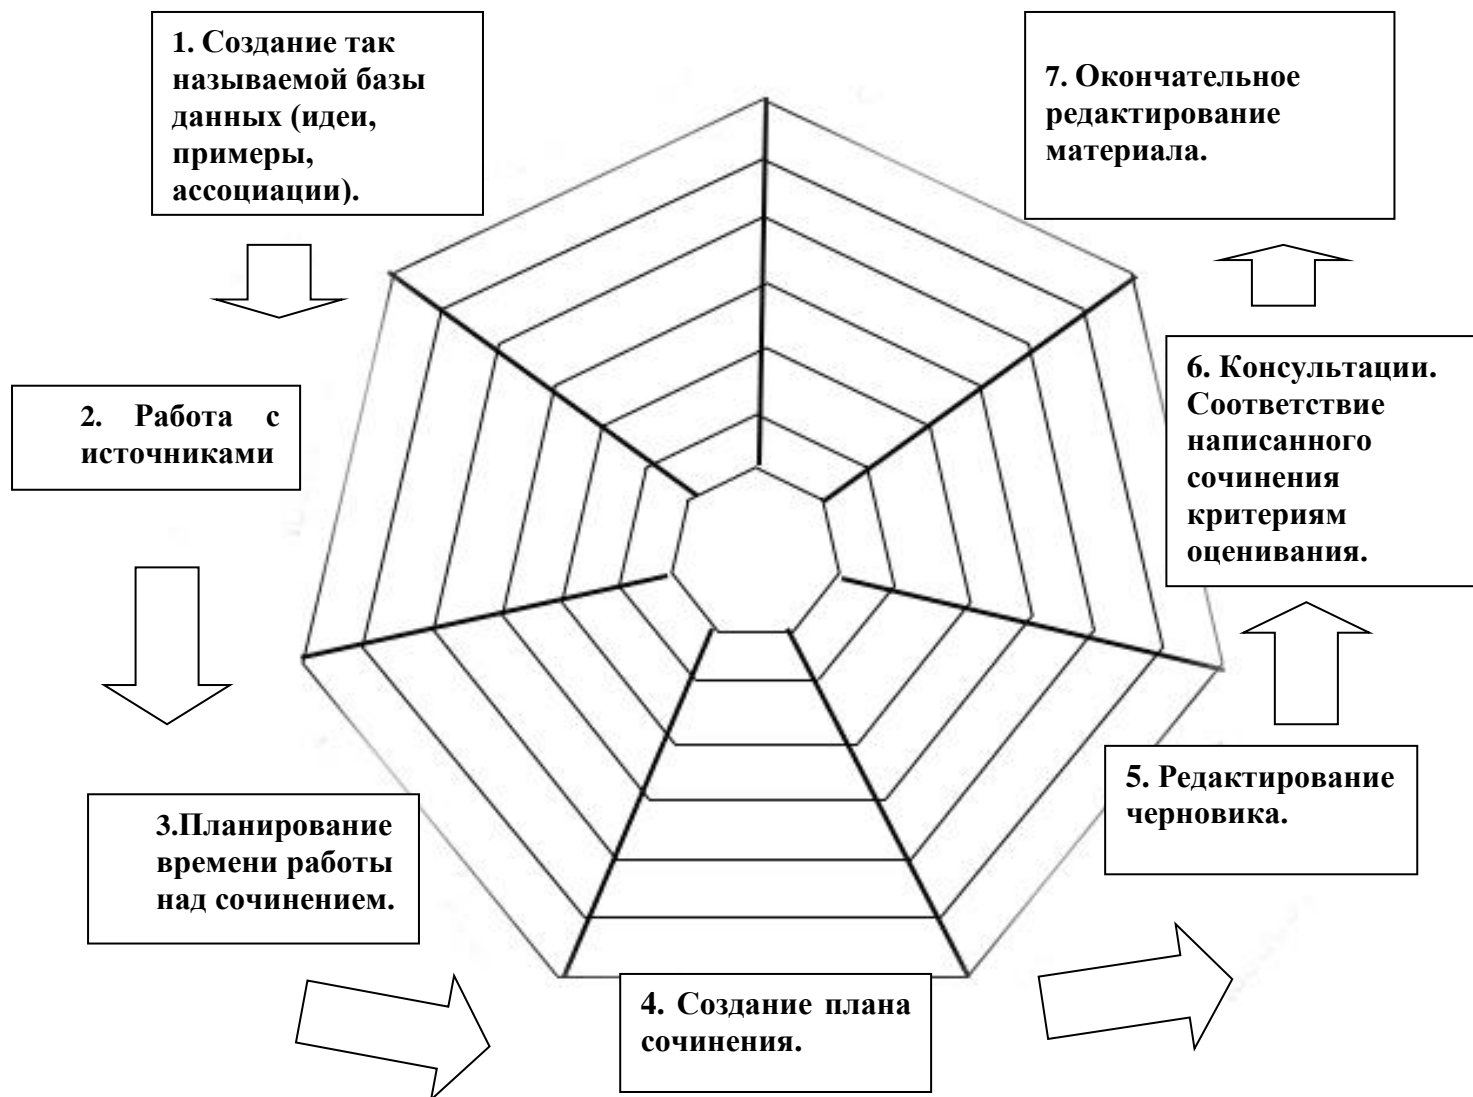 1. Создание так
называемой базы
данных (идеи,
примеры,
ассоциации).
2. Работа с
источниками
3.Планирование
времени работы
над сочинением.
4. Создание плана
сочинения.
5. Редактирование
черновика.
6. Консультации.
Соответствие
написанного
сочинения
критериям
оценивания.
7. Окончательное
редактирование
материала.